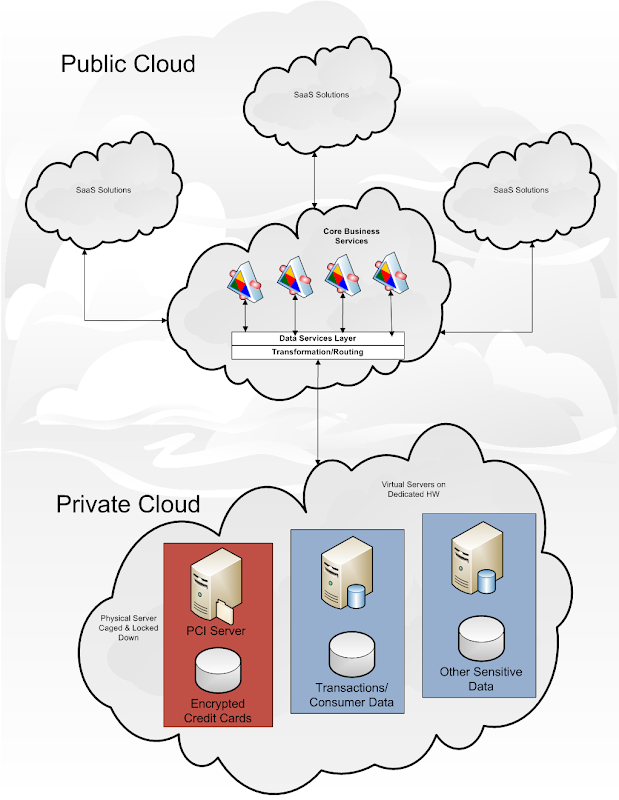 Public Cloud
SaaS Solutions
SaaS Solutions
SaaS Solutions
Core Business
Services
Data Services Layer
Transformation/Routing
Private Cloud
Virtual Servers on
Dedicated HW
Physical Server
Caged & Locked
Down
PCI Server
Encrypted
Credit Cards
Transactions/
Consumer Data
Other Sensitive
Data